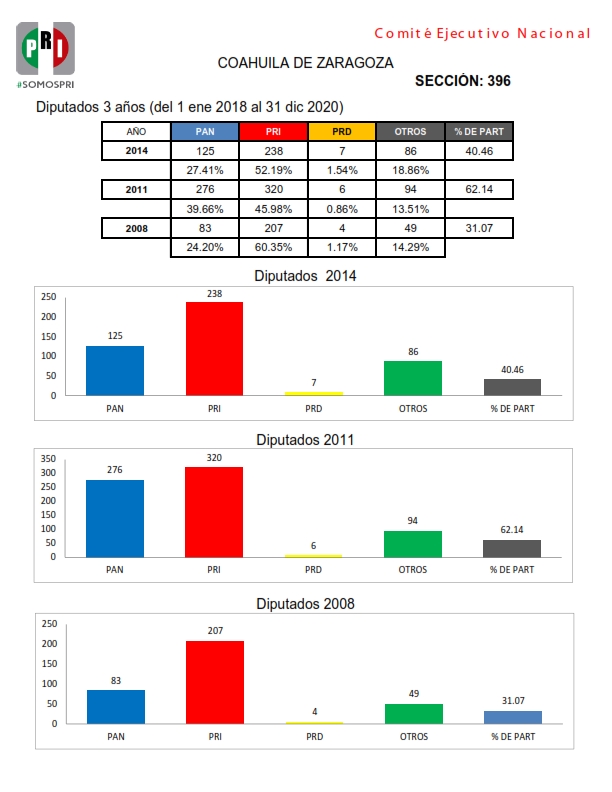 PRI
#SOMOSPRI
Comité Ejecutivo Nacional
COAHUILA DE ZARAGOZA
SECCIÓN: 396
Diputados 3 años (del 1 ene 2018 al 31 dic 2020)
AÑO PAN PRI PRD OTROS % DE PART
2014 125 238 7 86 40.46
27.41% 52.19% 1.54% 18.86%
2011 276 320 6 94 62.14
39.66% 45.98% 0.86% 13.51%
2008 83 207 4 49 31.07
24.20% 60.35% 1.17% 14.29%
Diputados 2014
250
200
150
100
50
0
125 238 7 86 40.46
PAN PRI PRD OTROS % DE PART
Diputados 2011
350
300
250
200
150
100
50
0
276 320 6 94 62.14
PAN PRI PRD OTROS % DE PART
Diputados 2008
250
200
150
100
50
0
83 207 4 49 31.07
PAN PRI PRD OTROS % DE PART